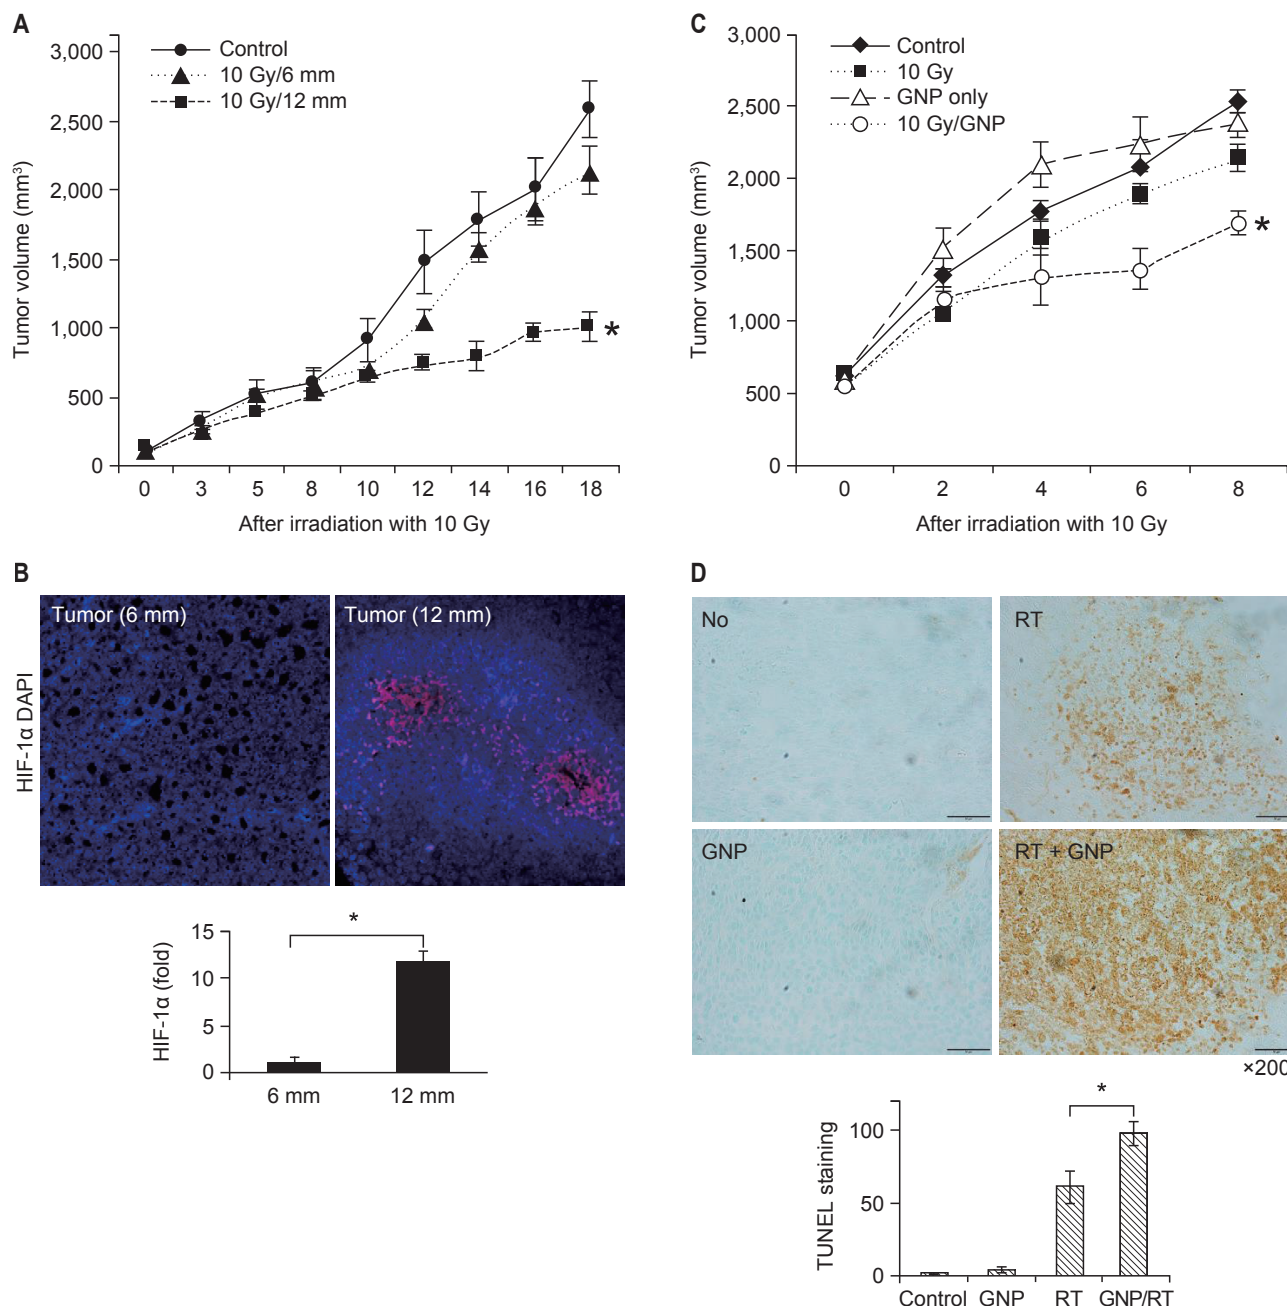 A
3,000
2,500
2,000
1,500
1,000
500
0
Tumor volume (mm³)
Control
10 Gy/6 mm
10 Gy/12 mm
*
0 3 5 8 10 12 14 16 18
After irradiation with 10 Gy
B
Tumor (6 mm)
Tumor (12 mm)
HIF-1α DAPI
*
15
10
5
0
HIF-1α (fold)
6 mm 12 mm
C
3,000
2,500
2,000
1,500
1,000
500
0
Tumor volume (mm³)
Control
10 Gy
GNP only
10 Gy/GNP
*
0 2 4 6 8
After irradiation with 10 Gy
D
No
RT
GNP
RT + GNP
×200
*
100
50
0
TUNEL staining
Control GNP RT GNP/RT